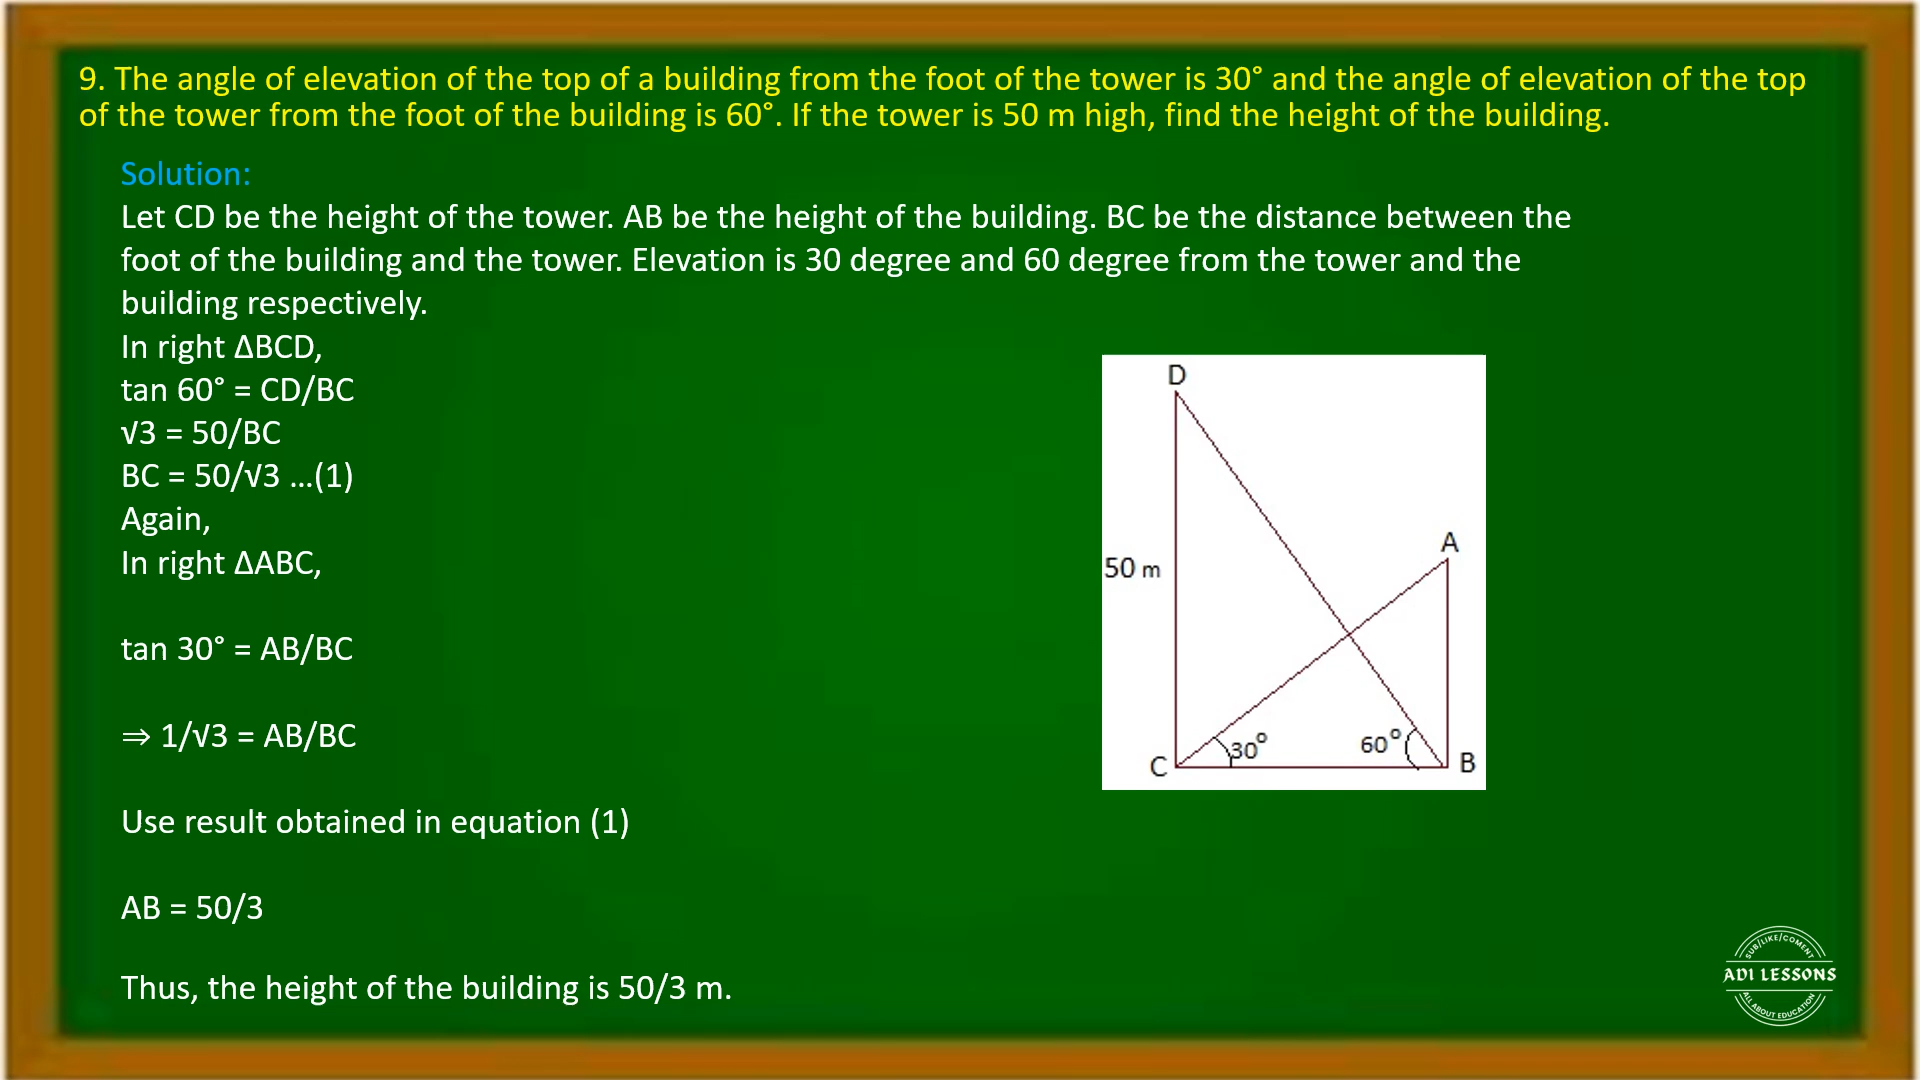 9. The angle of elevation of the top of a building from the foot of the tower is 30° and the angle of elevation of the top
of the tower from the foot of the building is 60°. If the tower is 50 m high, find the height of the building.
Solution:
Let CD be the height of the tower. AB be the height of the building. BC be the distance between the
foot of the building and the tower. Elevation is 30 degree and 60 degree from the tower and the
building respectively.
In right ΔBCD,
tan 60° = CD/BC
√3 = 50/BC
BC = 50/√3 …(1)
Again,
In right ΔABC,
tan 30° = AB/BC
⇒ 1/√3 = AB/BC
Use result obtained in equation (1)
AB = 50/3
Thus, the height of the building is 50/3 m.
D
A
50 m
30°
60°
C
B
SUB/LIKE/COMENT
ADI LESSONS
ALL ABOUT EDUCATION